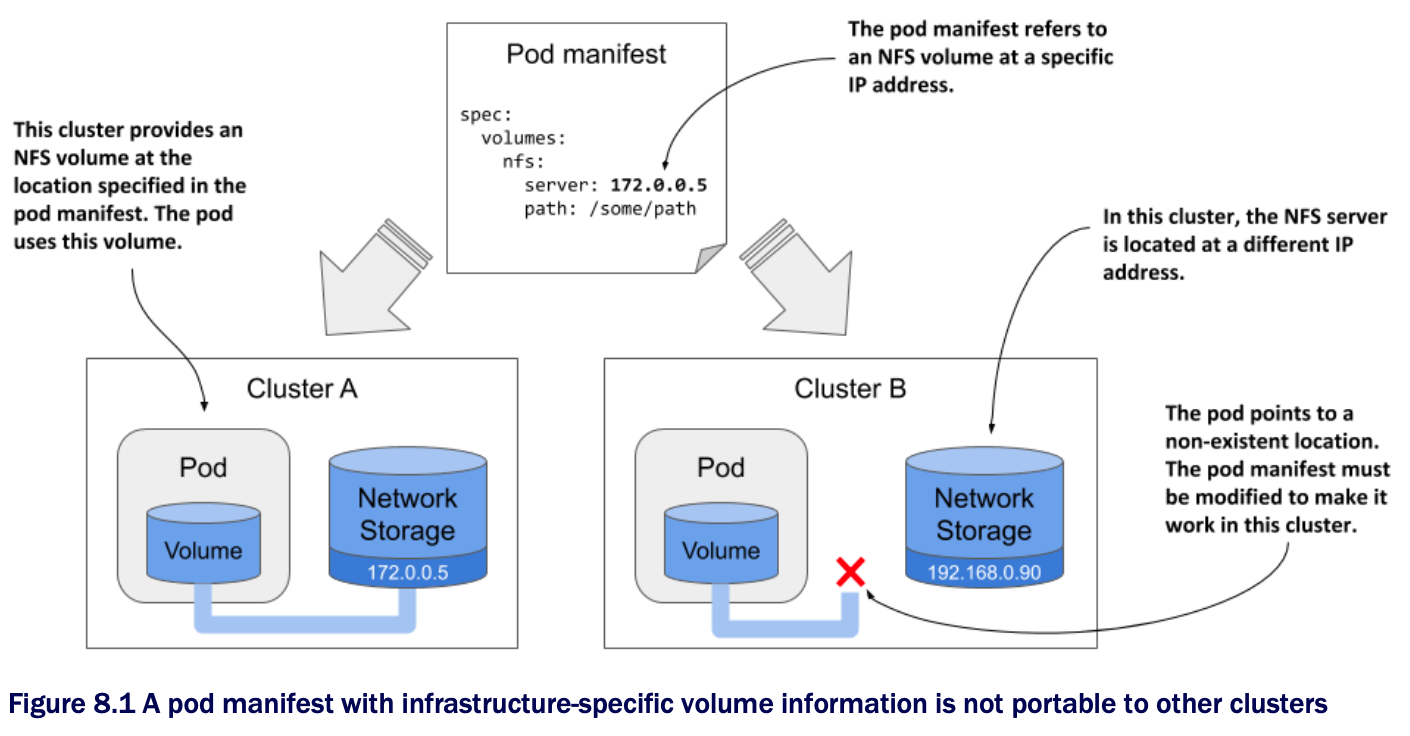 The pod manifest refers to
an NFS volume at a specific
IP address.
Pod manifest
spec:
  volumes:
    nfs:
      server: 172.0.0.5
      path: /some/path
This cluster provides an
NFS volume at the
location specified in the
pod manifest. The pod
uses this volume.
In this cluster, the NFS server
is located at a different IP
address.
Cluster A
Pod
Volume
Network
Storage
172.0.0.5
Cluster B
Pod
Volume
Network
Storage
192.168.0.90
The pod points to a
non-existent location.
The pod manifest must
be modified to make it
work in this cluster.
Figure 8.1 A pod manifest with infrastructure-specific volume information is not portable to other clusters